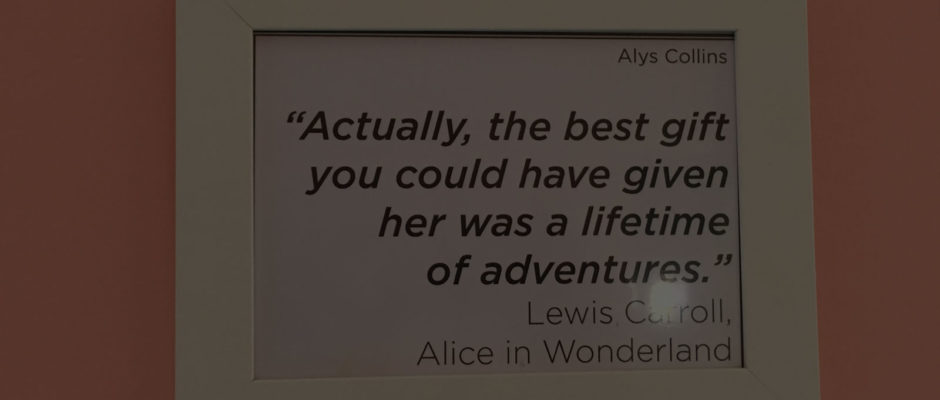 Alys Collins
“Actually, the best gift
you could have given
her was a lifetime
of adventures.”
Lewis Carroll,
Alice in Wonderland